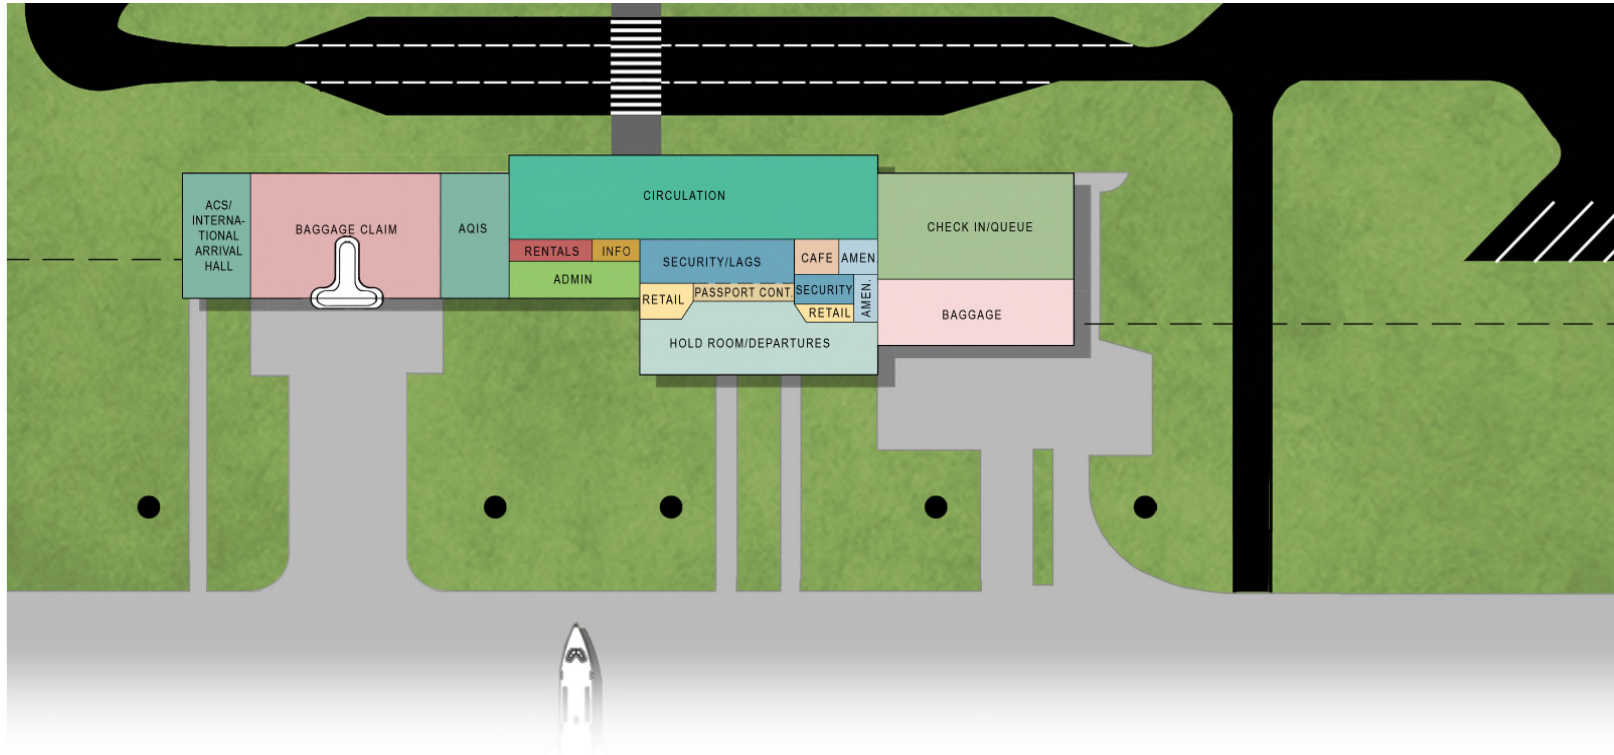 ACS/
INTERNA-
TIONAL
ARRIVAL
HALL
BAGGAGE CLAIM
AQIS
CIRCULATION
RENTALS
INFO
ADMIN
SECURITY/LAGS
CAFE
AMEN.
RETAIL
PASSPORT CONT.
SECURITY
AMEN.
RETAIL
HOLD ROOM/DEPARTURES
CHECK IN/QUEUE
BAGGAGE